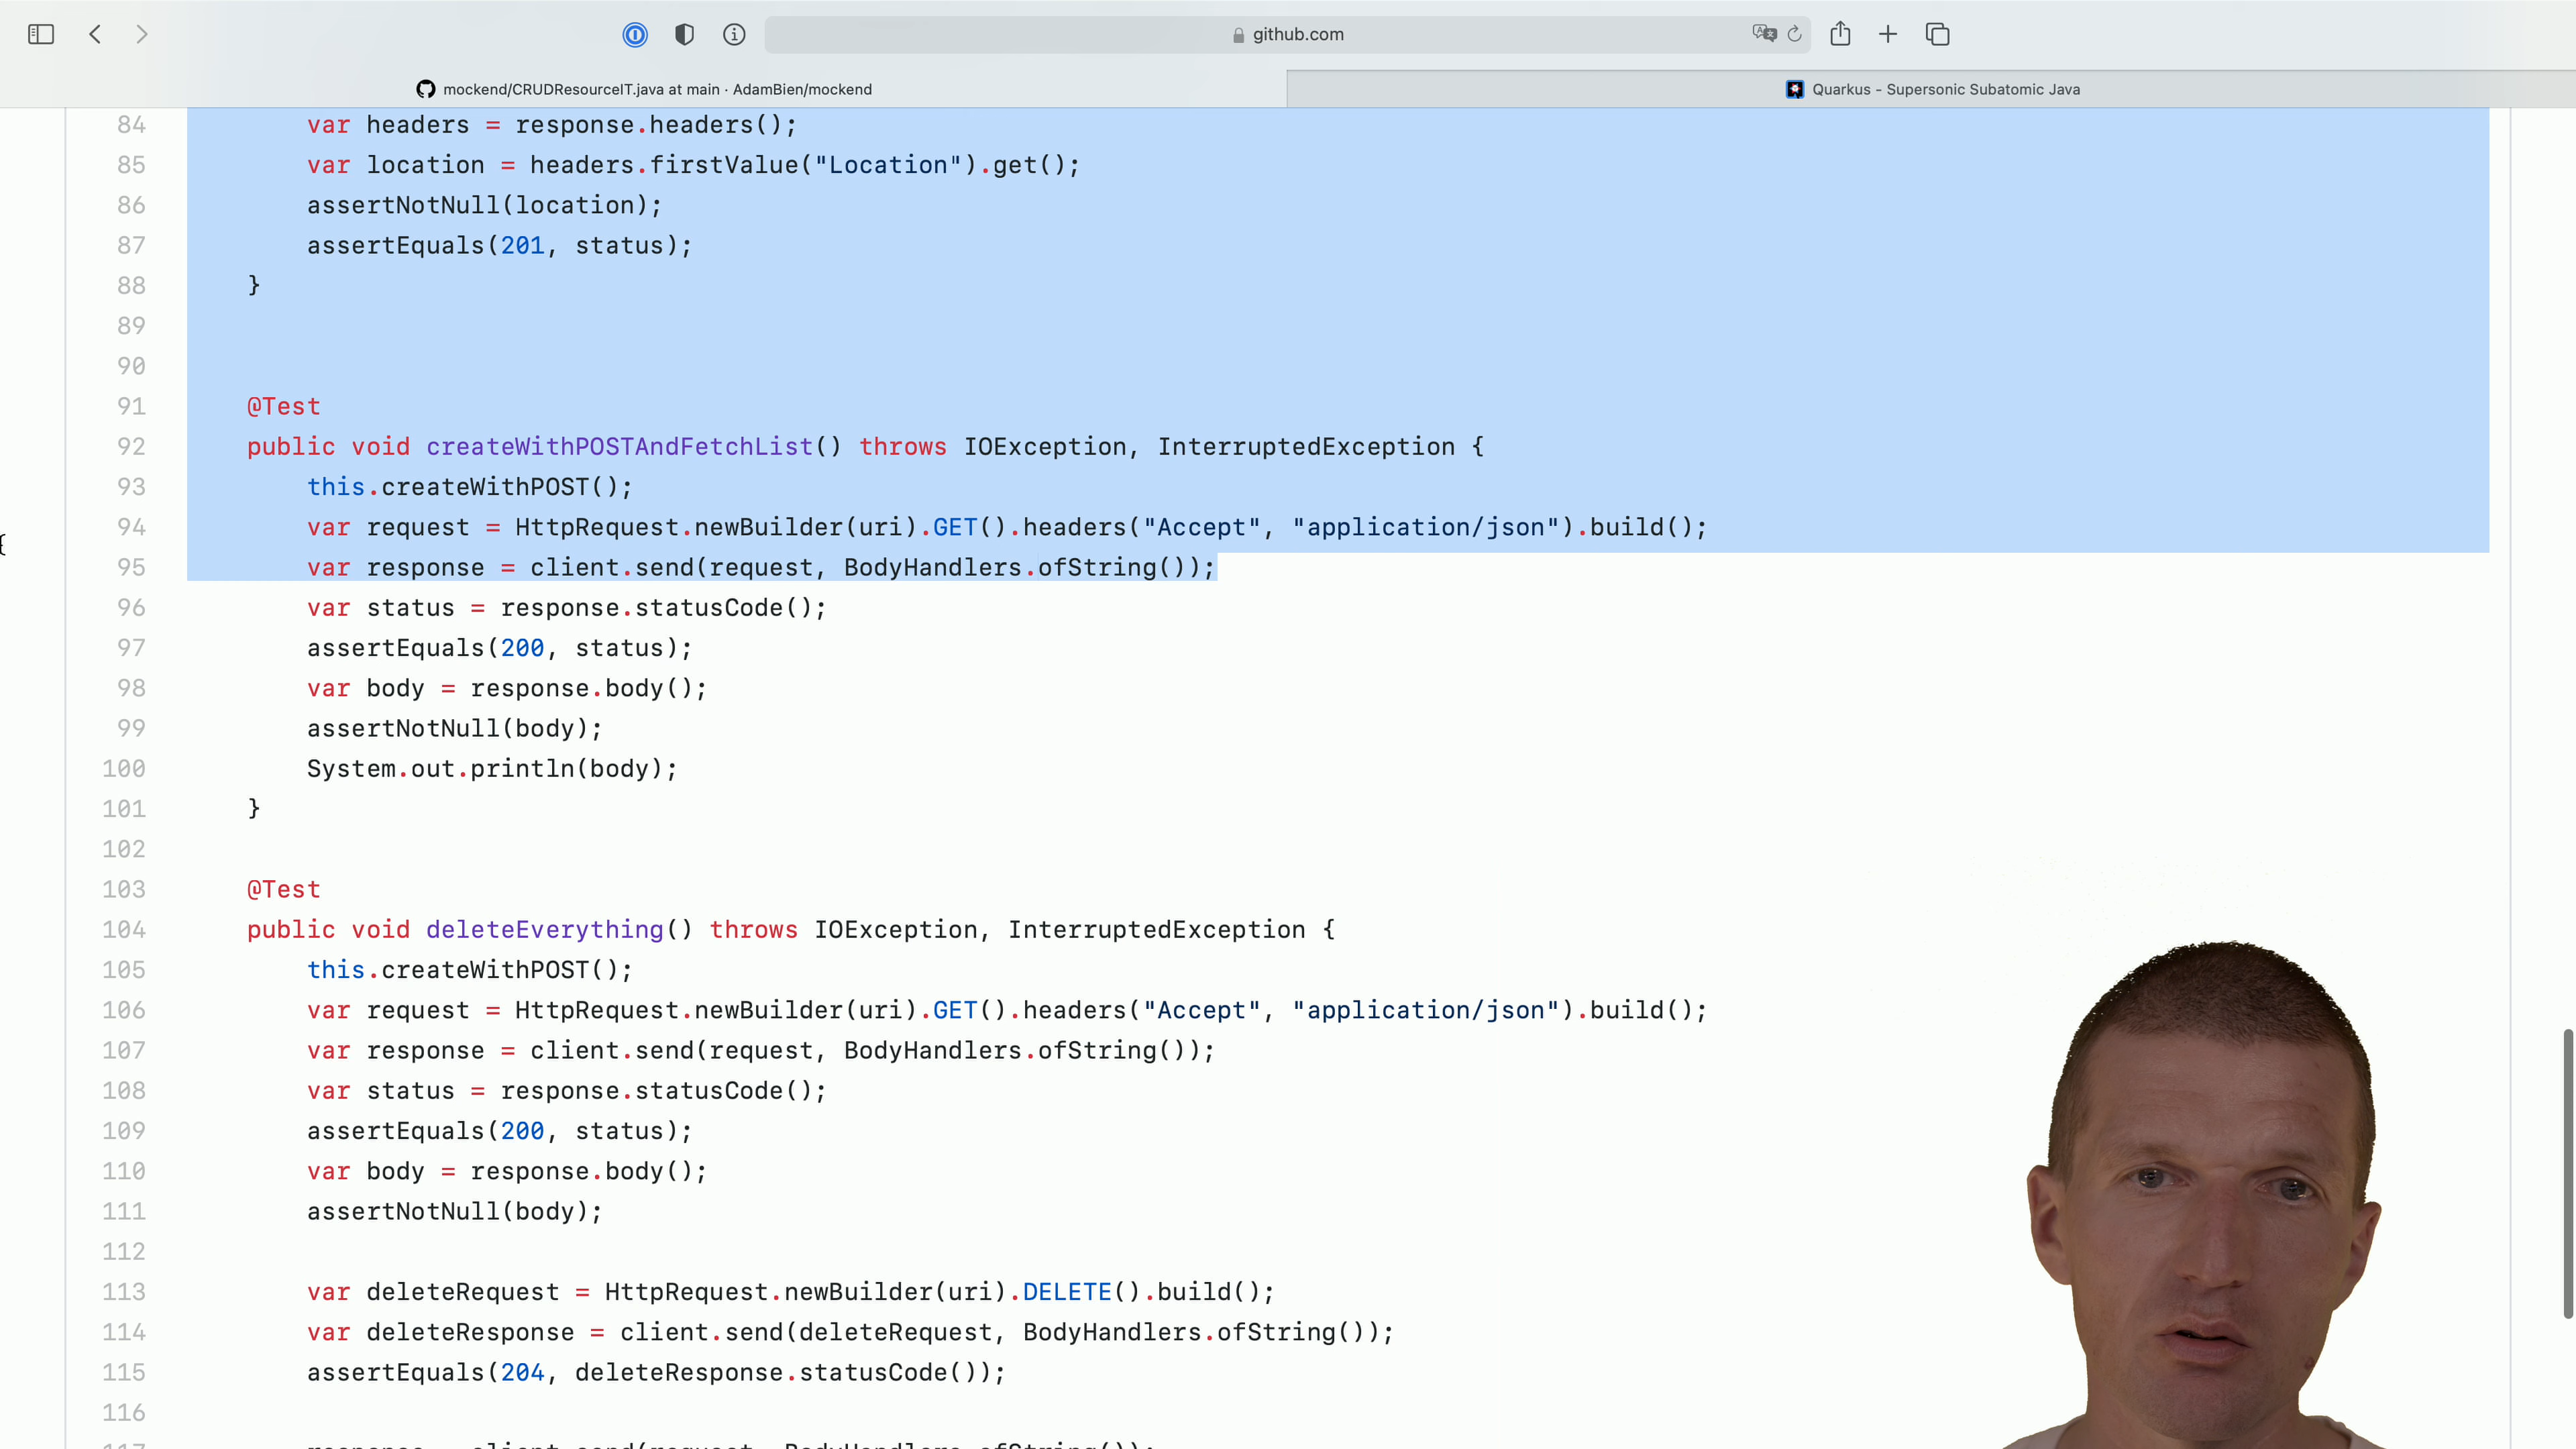 github.com
mockend/CRUDResourceIT.java at main · AdamBien/mockend
Quarkus - Supersonic Subatomic Java
84 var headers = response.headers();
85 var location = headers.firstValue("Location").get();
86 assertNotNull(location);
87 assertEquals(201, status);
88 }
89
90
91 @Test
92 public void createWithPOSTAndFetchList() throws IOException, InterruptedException {
93 this.createWithPOST();
94 var request = HttpRequest.newBuilder(uri).GET().headers("Accept", "application/json").build();
95 var response = client.send(request, BodyHandlers.ofString());
96 var status = response.statusCode();
97 assertEquals(200, status);
98 var body = response.body();
99 assertNotNull(body);
100 System.out.println(body);
101 }
102
103 @Test
104 public void deleteEverything() throws IOException, InterruptedException {
105 this.createWithPOST();
106 var request = HttpRequest.newBuilder(uri).GET().headers("Accept", "application/json").build();
107 var response = client.send(request, BodyHandlers.ofString());
108 var status = response.statusCode();
109 assertEquals(200, status);
110 var body = response.body();
111 assertNotNull(body);
112
113 var deleteRequest = HttpRequest.newBuilder(uri).DELETE().build();
114 var deleteResponse = client.send(deleteRequest, BodyHandlers.ofString());
115 assertEquals(204, deleteResponse.statusCode());
116
117 response = client.send(request, BodyHandlers.ofString());